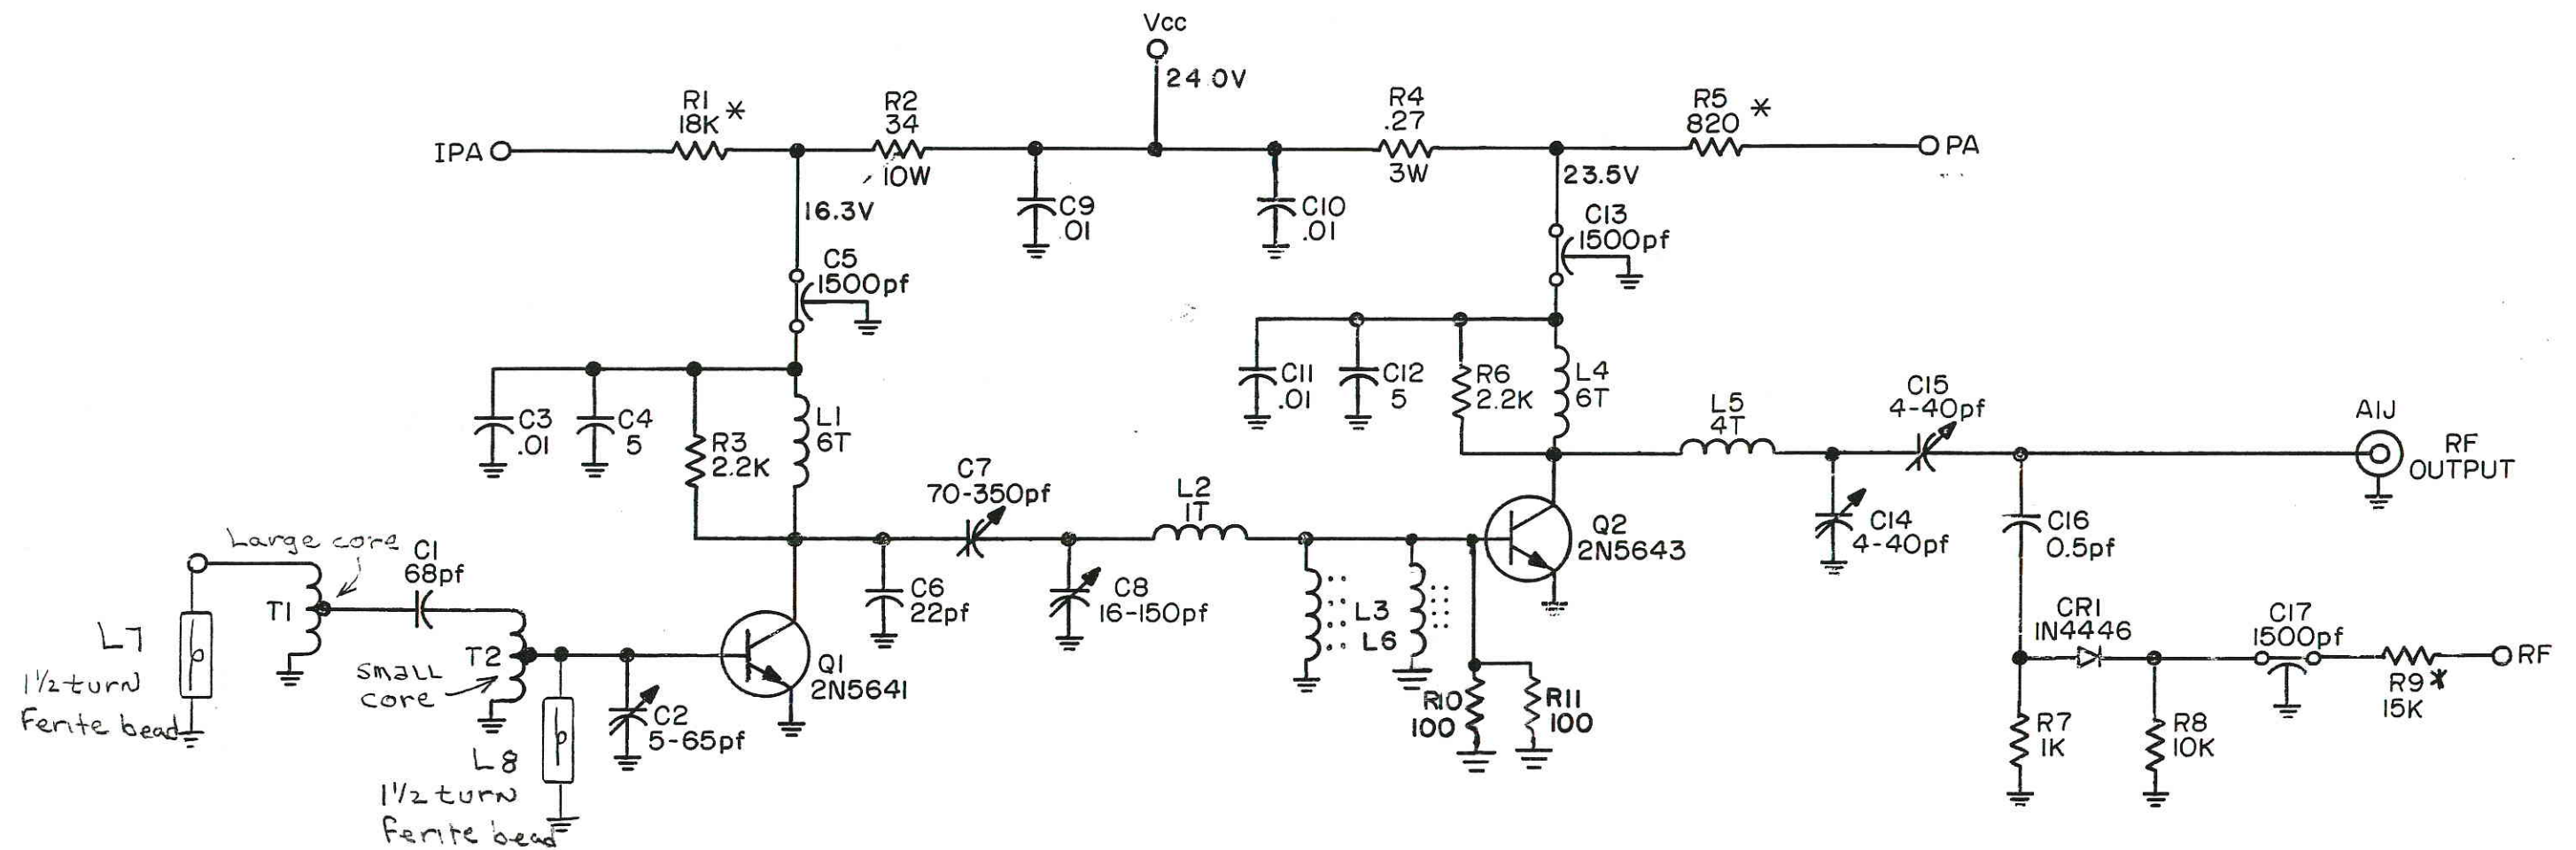 Vcc
24.0V
IPA
R1
18K *
R2
34
10W
R4
.27
3W
R5 *
820
PA
16.3V
23.5V
C9
.01
C10
.01
C13
1500pf
C5
1500pf
C3
.01
C4
5
R3
2.2K
L1
6T
C11
.01
C12
5
R6
2.2K
L4
6T
L5
4T
C15
4-40pf
A1J
RF
OUTPUT
C7
70-350pf
L2
1T
Q2
2N5643
C14
4-40pf
C16
0.5pf
Large core
C1
68pf
T1
L7
1½ turn
Ferite bead
T2
small
core
L8
1½ turn
Ferite bead
C2
5-65pf
Q1
2N5641
C6
22pf
C8
16-150pf
L3
L6
R10
100
R11
100
CR1
1N4446
C17
1500pf
RF
R9 *
15K
R7
1K
R8
10K